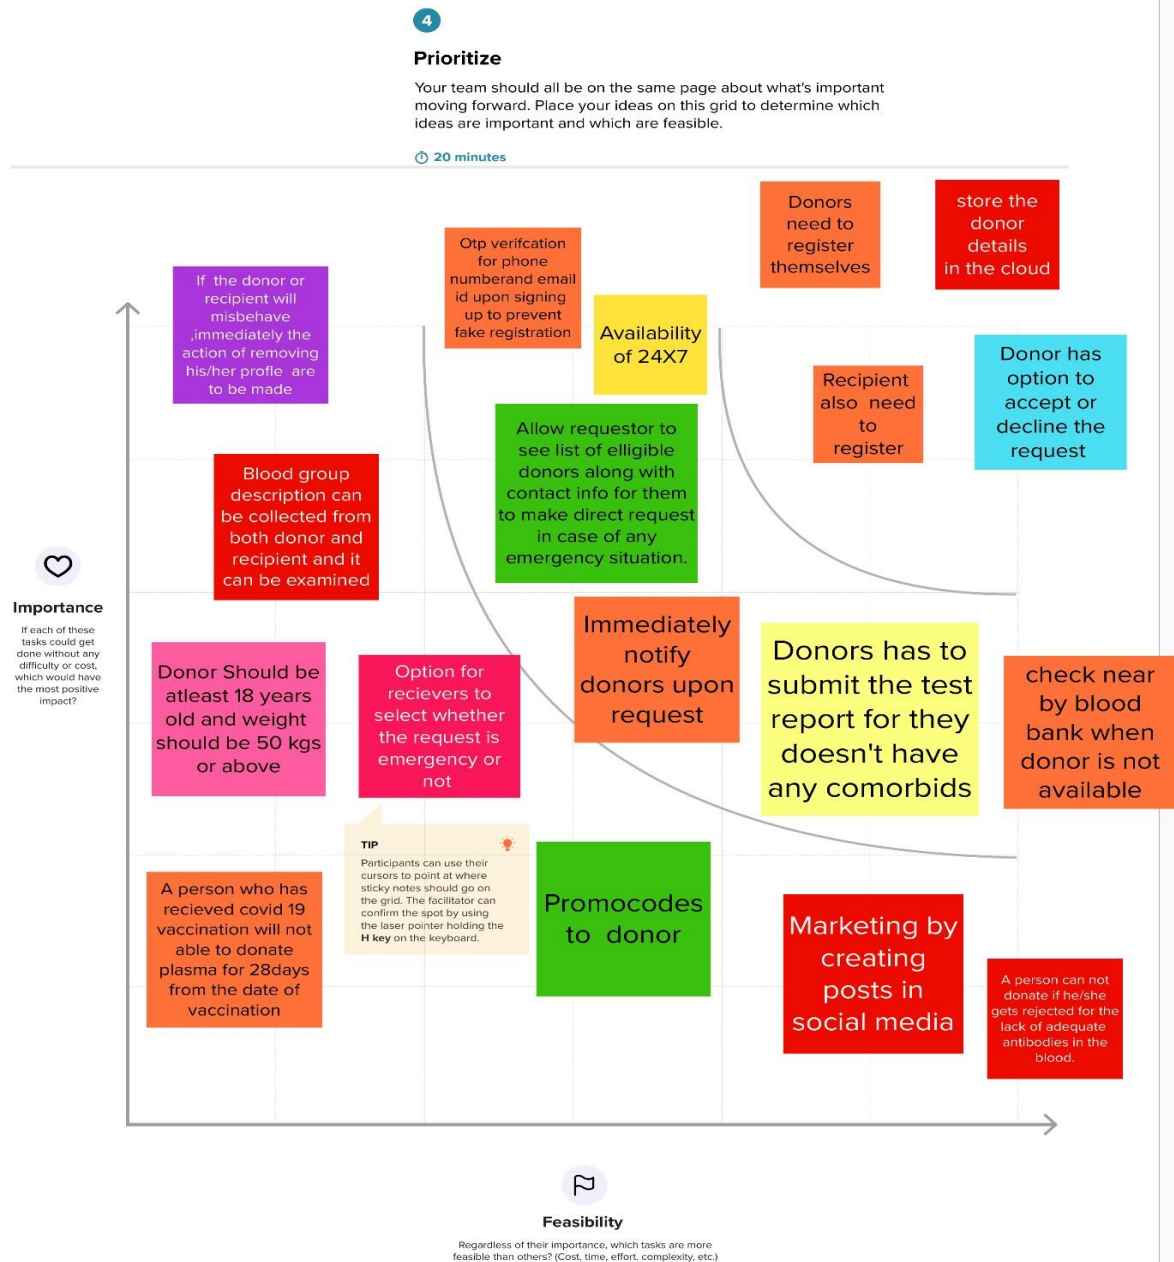 4
Prioritize
Your team should all be on the same page about what's important
moving forward. Place your ideas on this grid to determine which
ideas are important and which are feasible.
20 minutes
Donors
need to
register
themselves
store the
donor
details
in the cloud
Otp verifcation
for phone
numberand email
id upon signing
up to prevent
fake registration
If the donor or
recipient will
misbehave
,immediately the
action of removing
his/her profle are
to be made
Availability
of 24X7
Donor has
option to
accept or
decline the
request
Recipient
also need
to
register
Allow requestor to
see list of elligible
donors along with
contact info for them
to make direct request
in case of any
emergency situation.
Blood group
description can
be collected from
both donor and
recipient and it
can be examined
Importance
If each of these
tasks could get
done without any
difficulty or cost,
which would have
the most positive
impact?
Immediately
notify
donors upon
request
Donors has to
submit the test
report for they
doesn't have
any comorbids
Donor Should be
atleast 18 years
old and weight
should be 50 kgs
or above
Option for
recievers to
select whether
the request is
emergency or
not
check near
by blood
bank when
donor is not
available
TIP
Participants can use their
cursors to point at where
sticky notes should go on
the grid. The facilitator can
confirm the spot by using
the laser pointer holding the
H key on the keyboard.
Promocodes
to donor
A person who has
recieved covid 19
vaccination will not
able to donate
plasma for 28days
from the date of
vaccination
Marketing by
creating
posts in
social media
A person can not
donate if he/she
gets rejected for the
lack of adequate
antibodies in the
blood.
Feasibility
Regardless of their importance, which tasks are more
feasible than others? (Cost, time, effort, complexity, etc.)